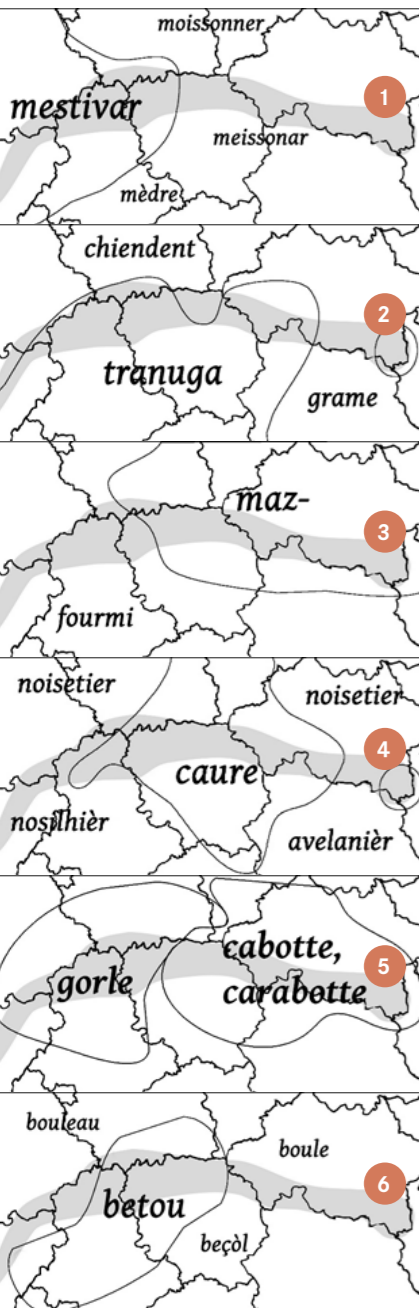 moissonner
1
mestivar
meissonar
mèdre
chiendent
2
tranuga
grame
maz-
3
fourmi
noisetier
noisetier
4
caure
nosilhièr
avelanièr
cabotte,
5
gorle
carabotte
bouleau
boule
6
betou
beçòl